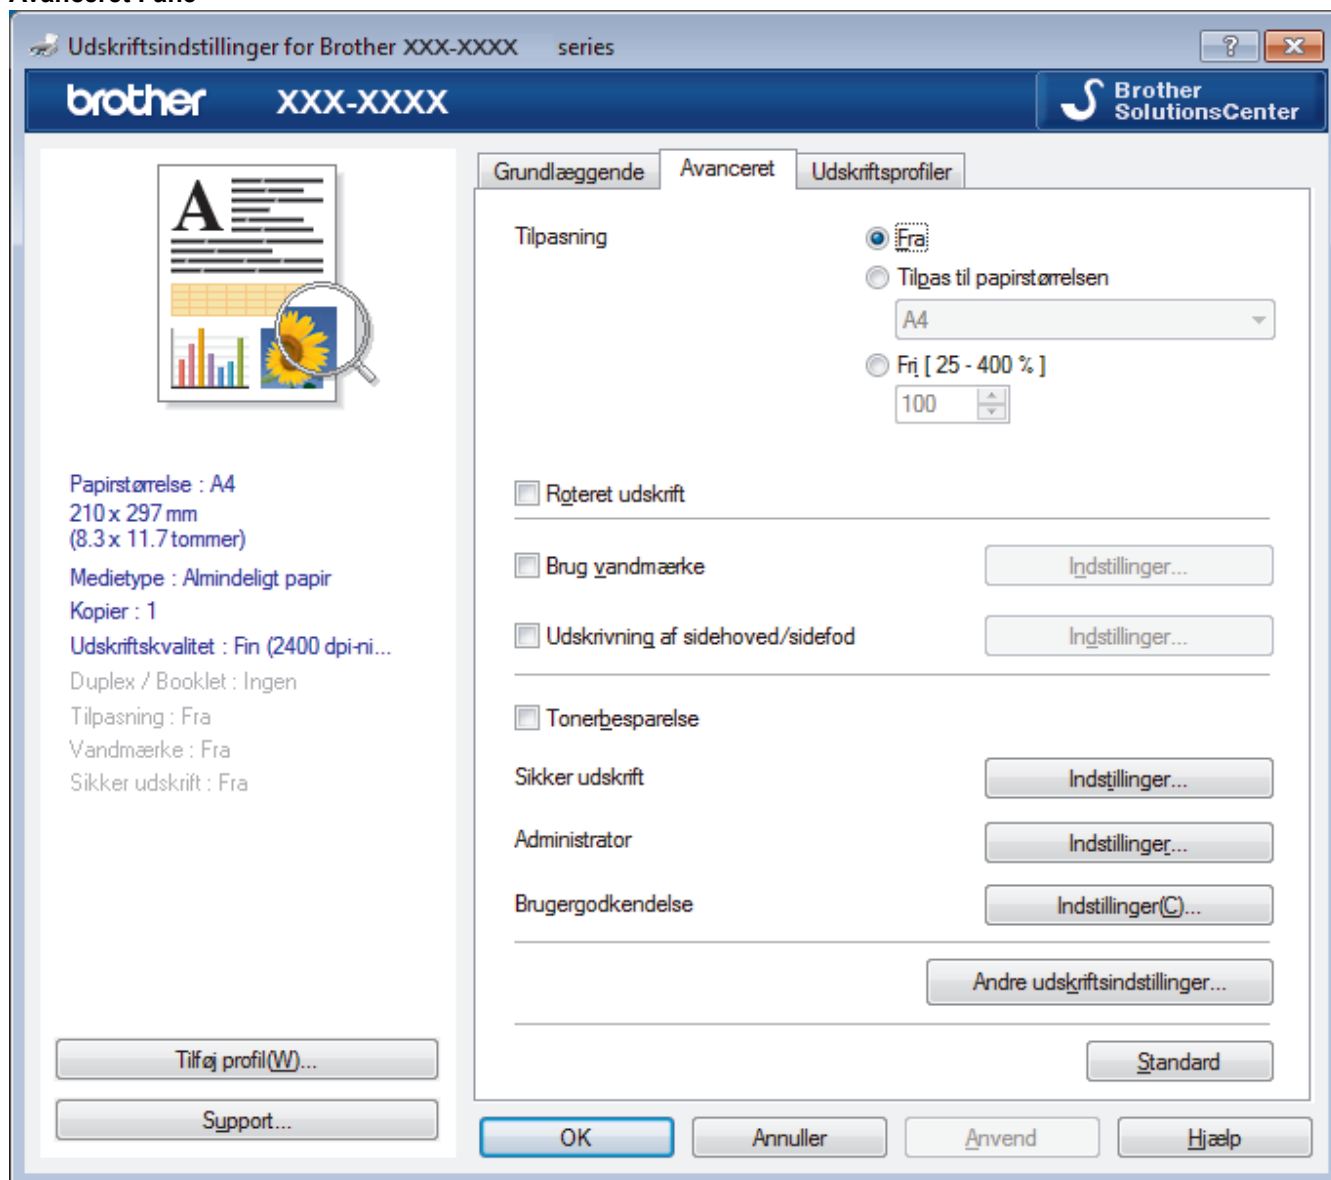 Udskriftsindstillinger for Brother XXX-XXXX series
?
brother XXX-XXXX
Brother
SolutionsCenter
A
Papirstørrelse : A4
210 x 297 mm
(8.3 x 11.7 tommer)
Medietype : Almindeligt papir
Kopier : 1
Udskriftskvalitet : Fin (2400 dpi-ni...
Duplex / Booklet : Ingen
Tilpasning : Fra
Vandmærke : Fra
Sikker udskrift : Fra
Tilføj profil(W)...
Support...
Grundlæggende Avanceret Udskriftsprofiler
Tilpasning
Fra
Tilpas til papirstørrelsen
A4
Fri [ 25 - 400 % ]
100
Roteret udskrift
Brug vandmærke Indstillinger...
Udskrivning af sidehoved/sidefod Indstillinger...
Tonerbesparelse
Sikker udskrift Indstillinger...
Administrator Indstillinger...
Brugergodkendelse Indstillinger(C)...
Andre udskriftsindstillinger...
Standard
OK Annuller Anvend Hjælp